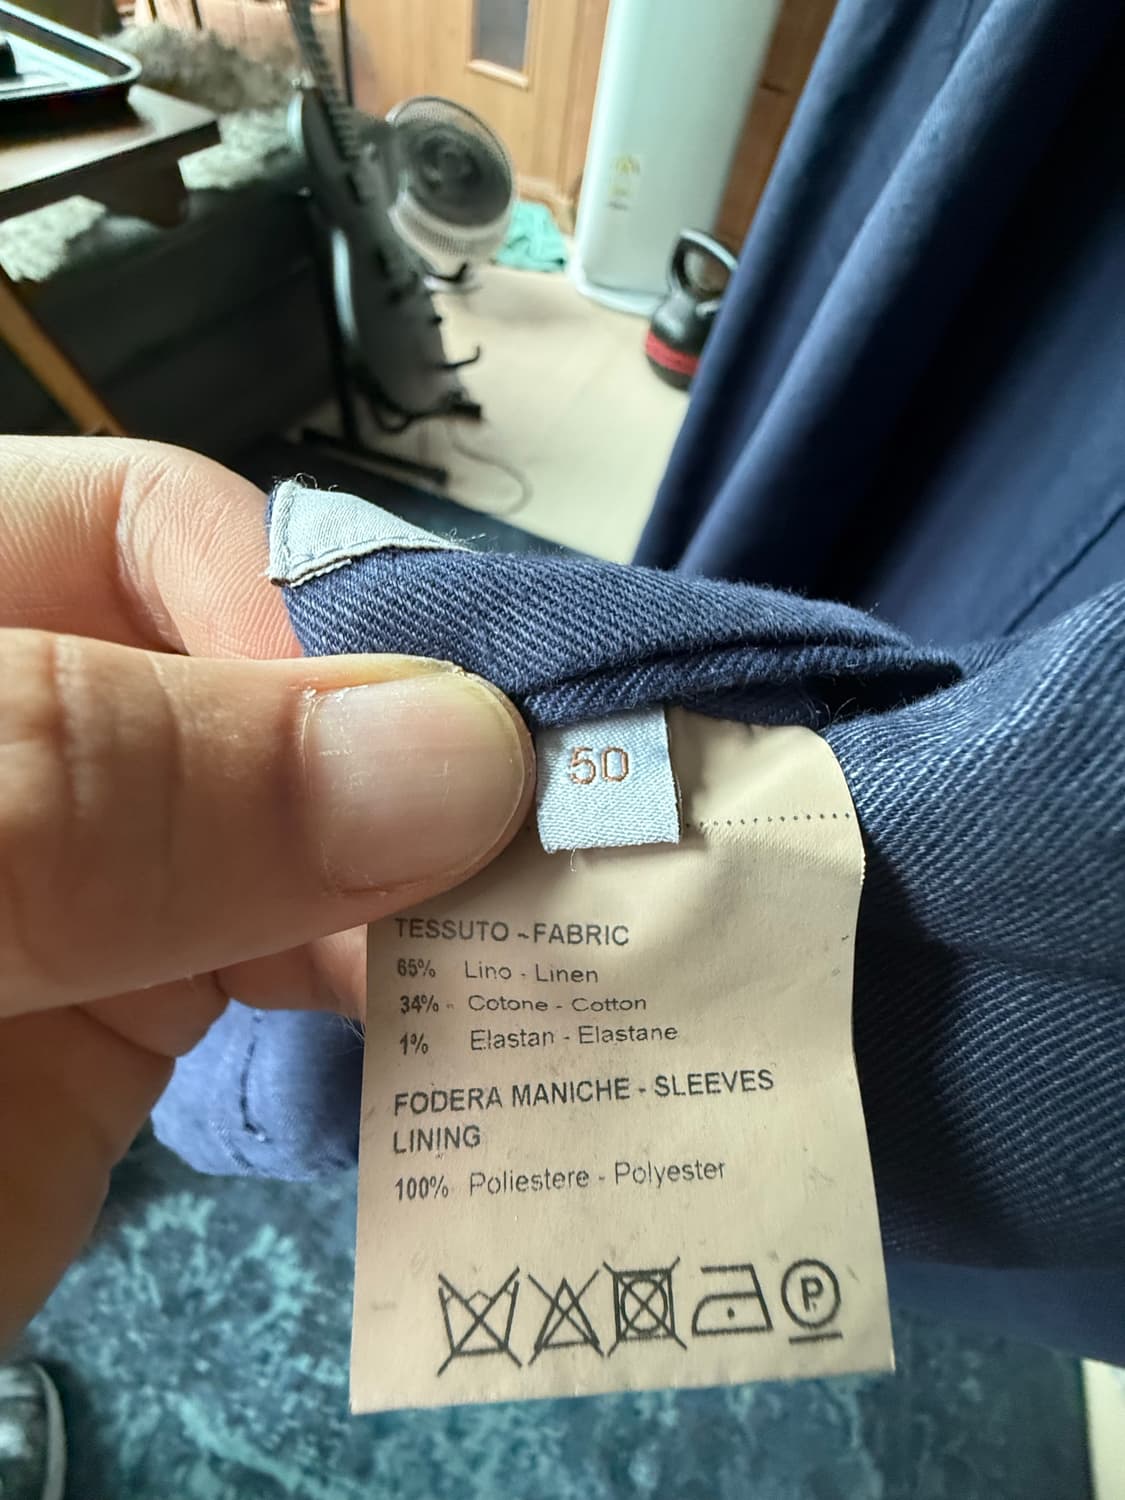 50
TESSUTO - FABRIC
65% Lino - Linen
34% - Cotone - Cotton
1% Elastan - Elastane
FODERA MANICHE - SLEEVES
LINING
100% Poliestere - Polyester
P